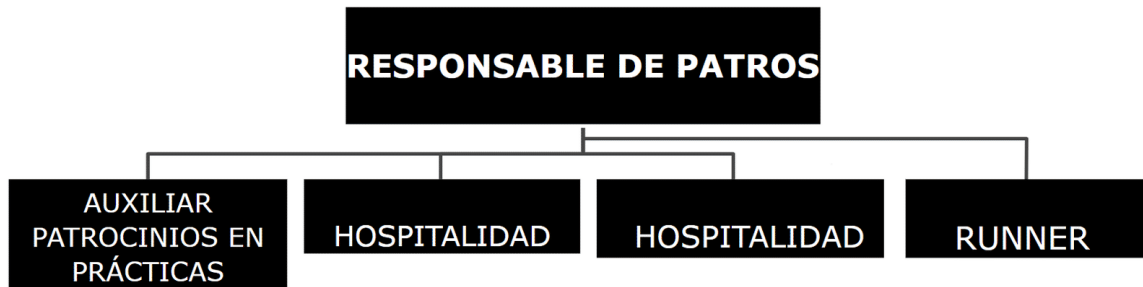 RESPONSABLE DE PATROS
AUXILIAR
PATROCINIOS EN
PRÁCTICAS
HOSPITALIDAD
HOSPITALIDAD
RUNNER